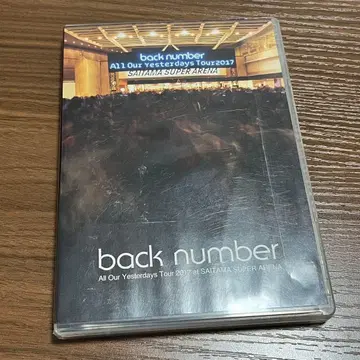 back number
All Our Yesterdays Tour2017
SAITAMA SUPER ARENA
back number
All Our Yesterdays Tour 2017 at SAITAMA SUPER ARENA